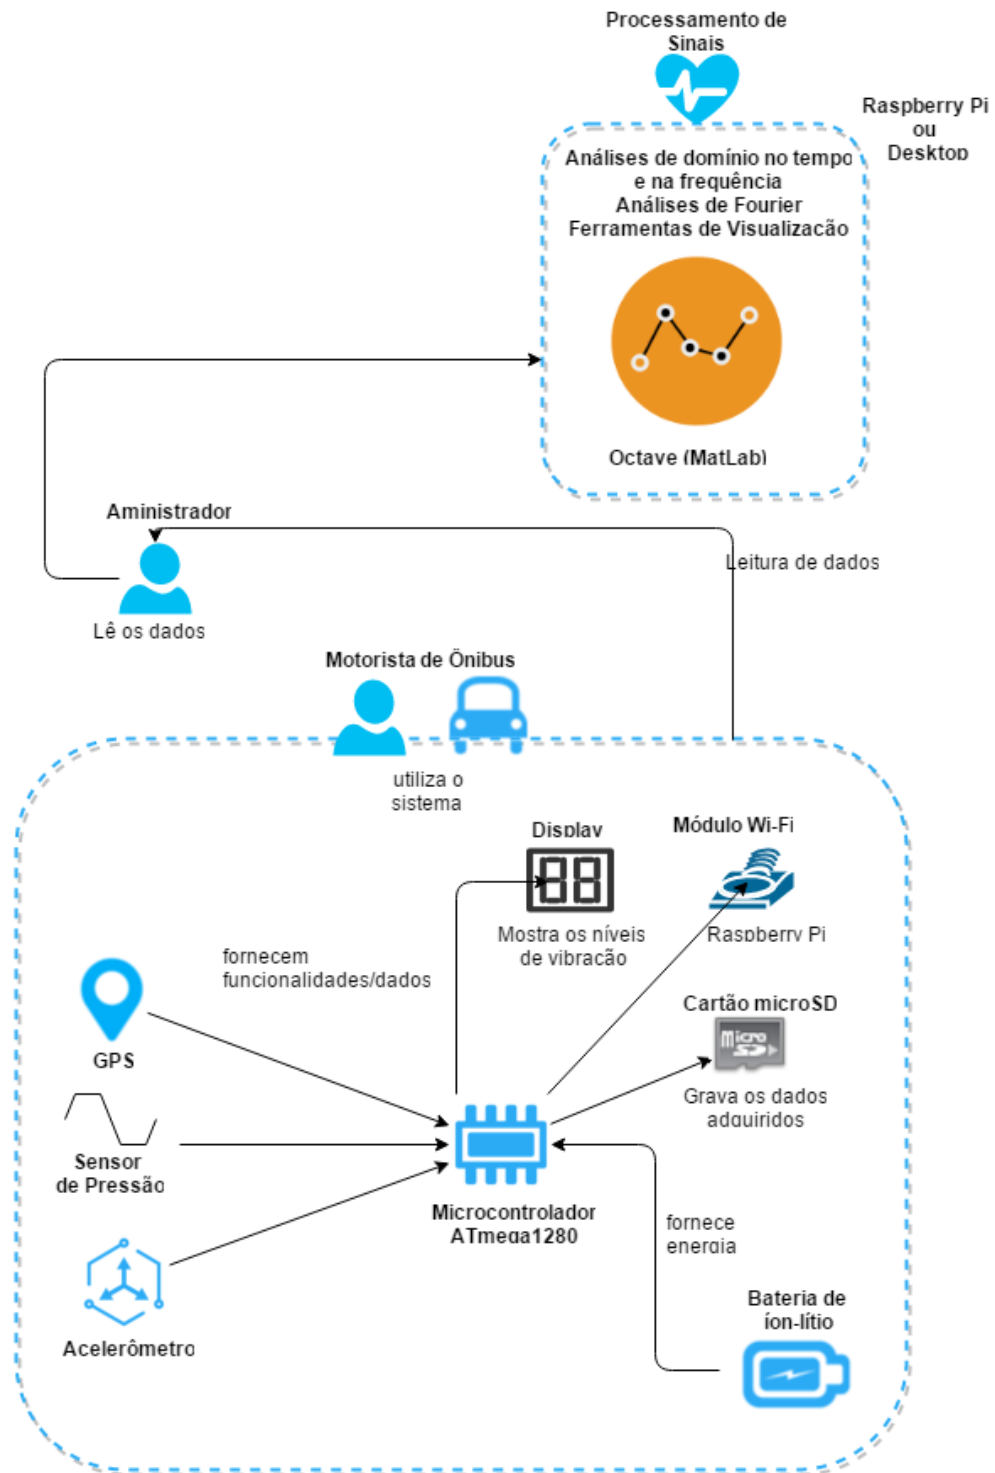 Processamento de
Sinais
Raspberry Pi
ou
Desktop
Análises de domínio no tempo
e na frequência
Análises de Fourier
Ferramentas de Visualização
Octave (MatLab)
Aministrador
Lê os dados
Leitura de dados
Motorista de Ônibus
utiliza o
sistema
Display
Mostra os níveis
de vibração
Módulo Wi-Fi
Raspberry Pi
fornecem
funcionalidades/dados
GPS
Cartão microSD
Micro
SD
Grava os dados
adquiridos
Sensor
de Pressão
Microcontrolador
ATmega1280
fornece
energia
Acelerômetro
Bateria de
íon-lítio